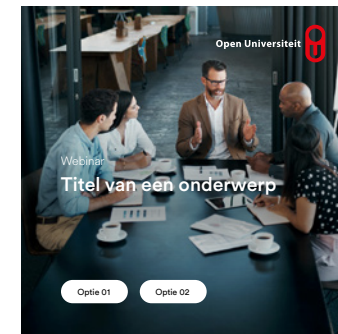 Open Universiteit
Webinar
Titel van een onderwerp
Optie 01
Optie 02